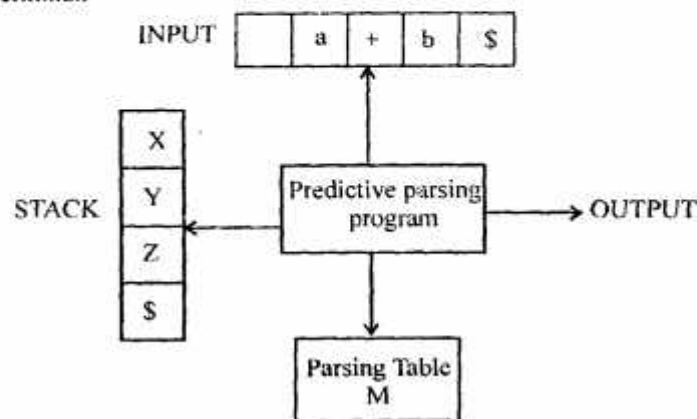 INPUT a + b $
X
Y
Z
$
STACK
Predictive parsing
program
OUTPUT
Parsing Table
M